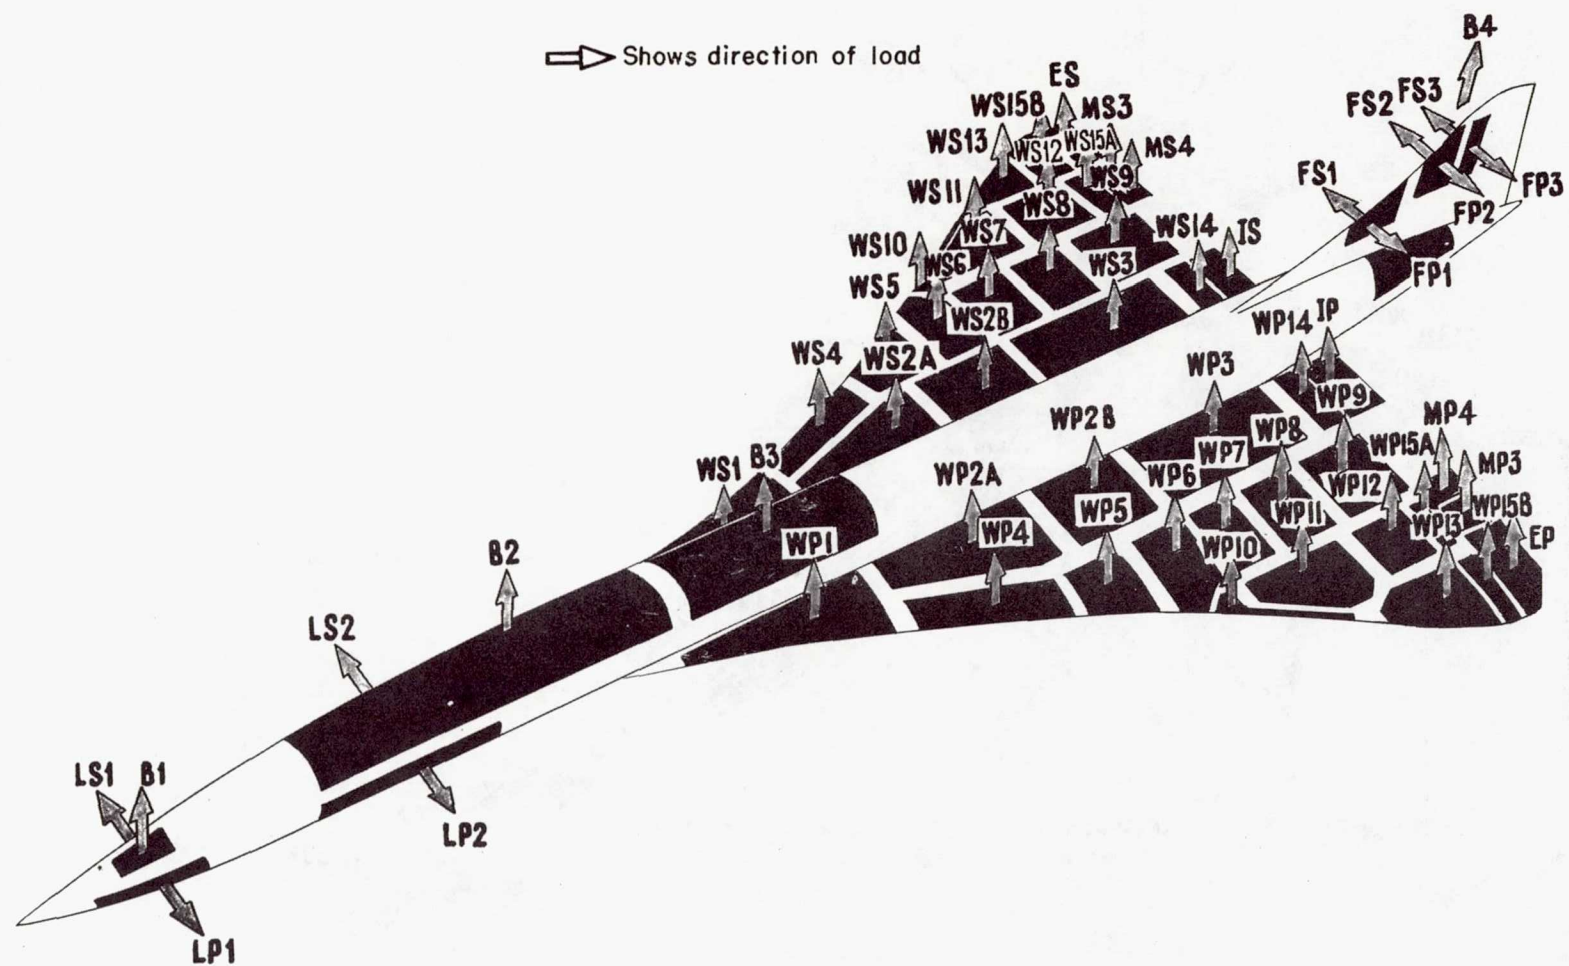 Shows direction of load
B4
ES
FS3
WS15B
MS3
FS2
WS13
WS12
WS15A
MS4
FS1
WS9
FP3
WS11
WS8
FP2
WS7
WS14
IS
WS10
WS6
WS3
FP1
WS5
WS2B
WP14
IP
WS4
WS2A
WP3
WP9
MP4
WP2B
WP8
WP15A
WS1
B3
WP7
MP3
WP2A
WP6
WP12
WP15B
WP5
WP11
WP13
WP4
WP1
WP10
EP
B2
LS2
LS1
B1
LP2
LP1